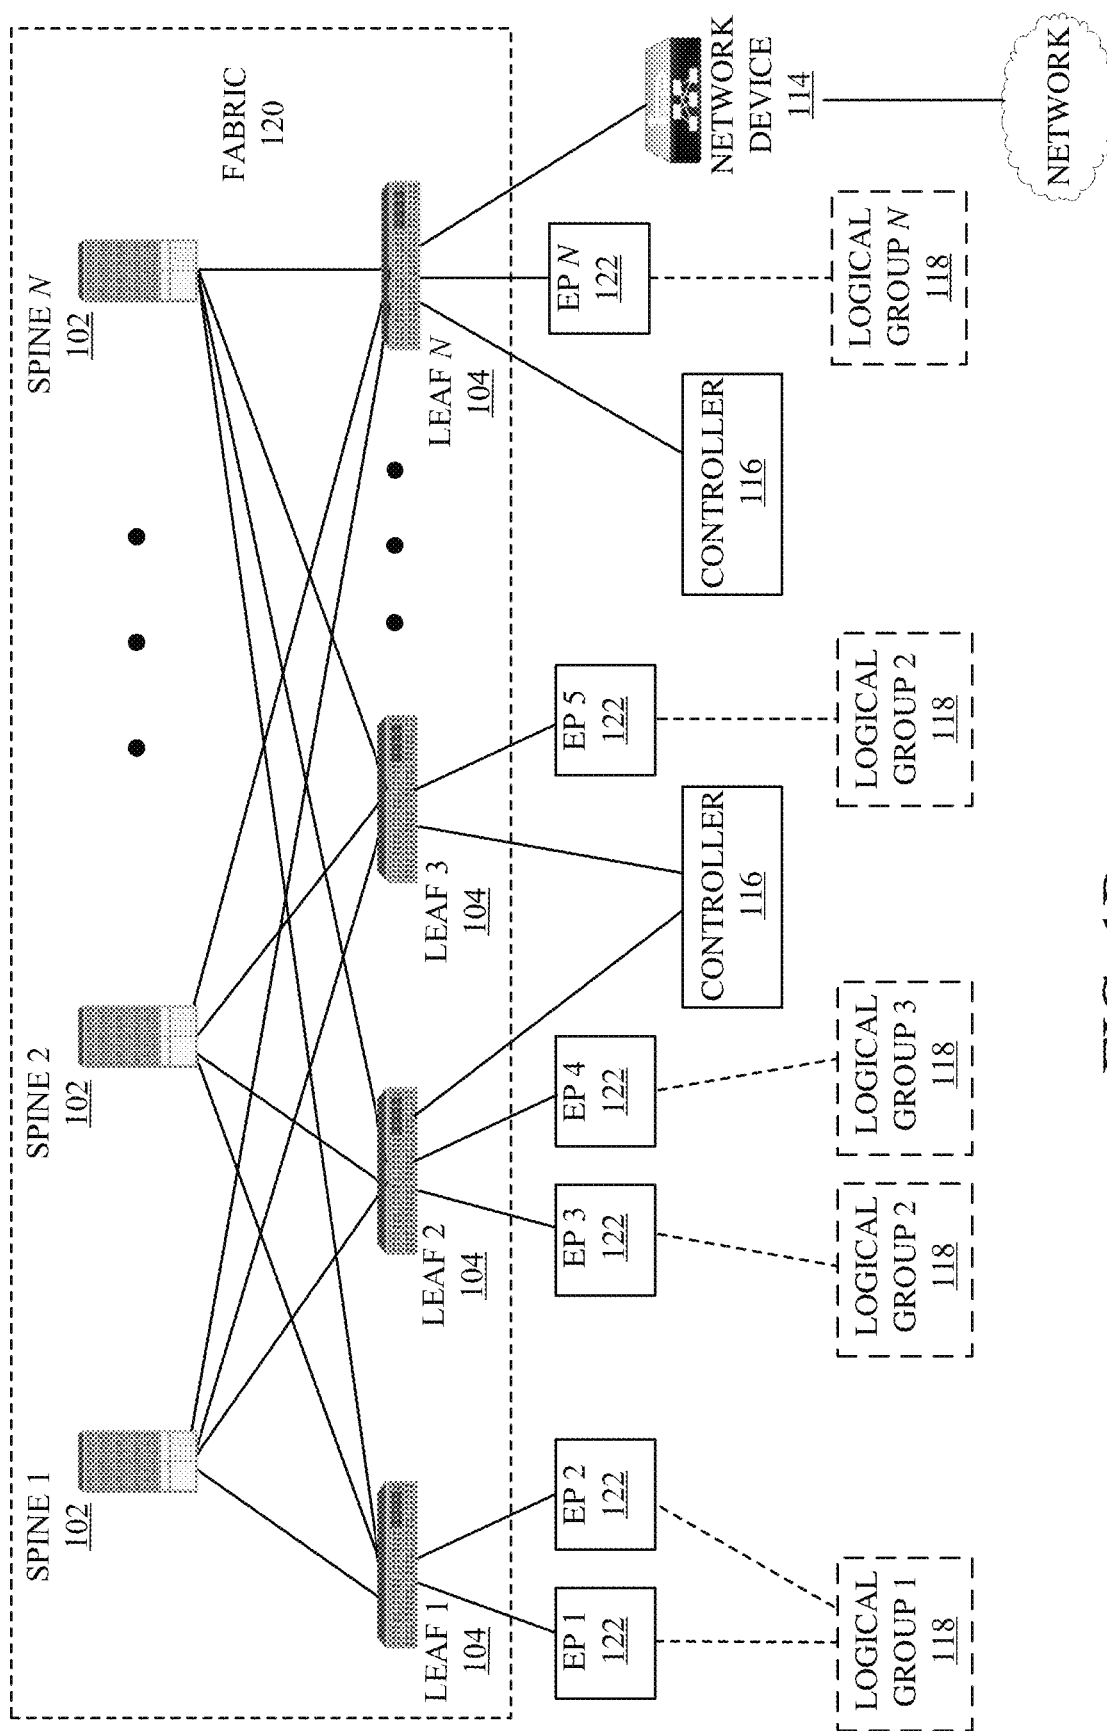 SPINE 1
102
SPINE 2
102
SPINE N
102
FABRIC
120
LEAF 1
104
LEAF 2
104
LEAF 3
104
LEAF N
104
EP 1
122
EP 2
122
EP 3
122
EP 4
122
EP 5
122
EP N
122
CONTROLLER
116
CONTROLLER
116
NETWORK
DEVICE
114
LOGICAL
GROUP 1
118
LOGICAL
GROUP 2
118
LOGICAL
GROUP 3
118
LOGICAL
GROUP 2
118
LOGICAL
GROUP N
118
NETWORK